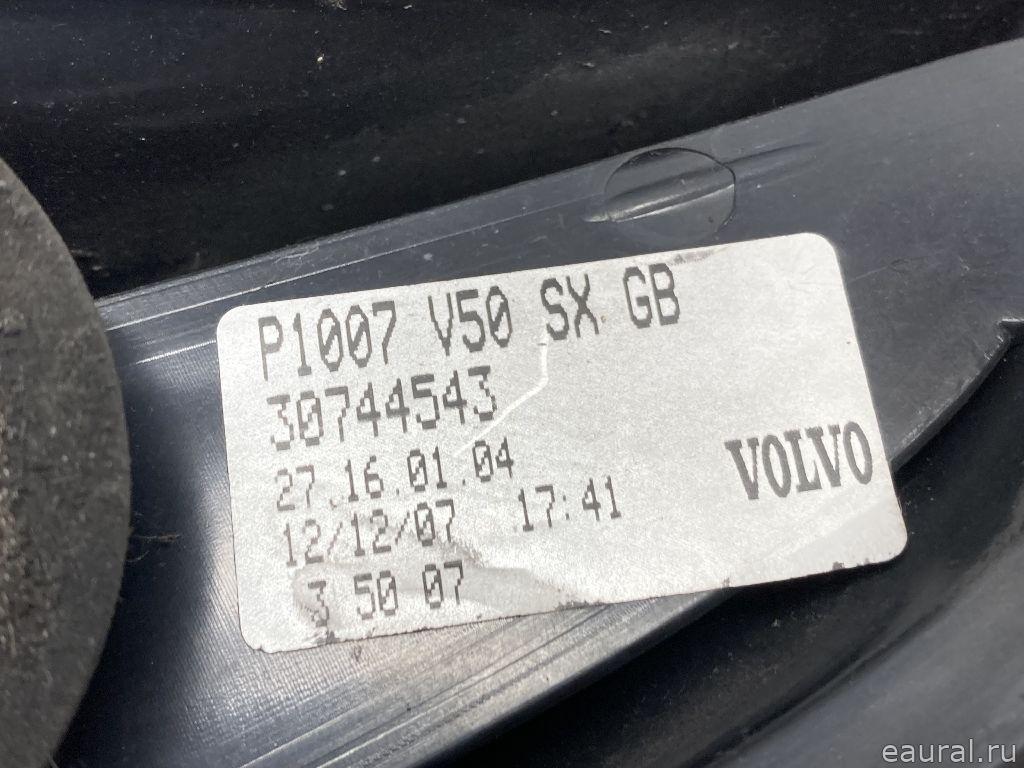 P1007 V50 SX GB
30744543
27.16.01.04
12/12/07 17:41
3 50 07
VOLVO
eaural.ru